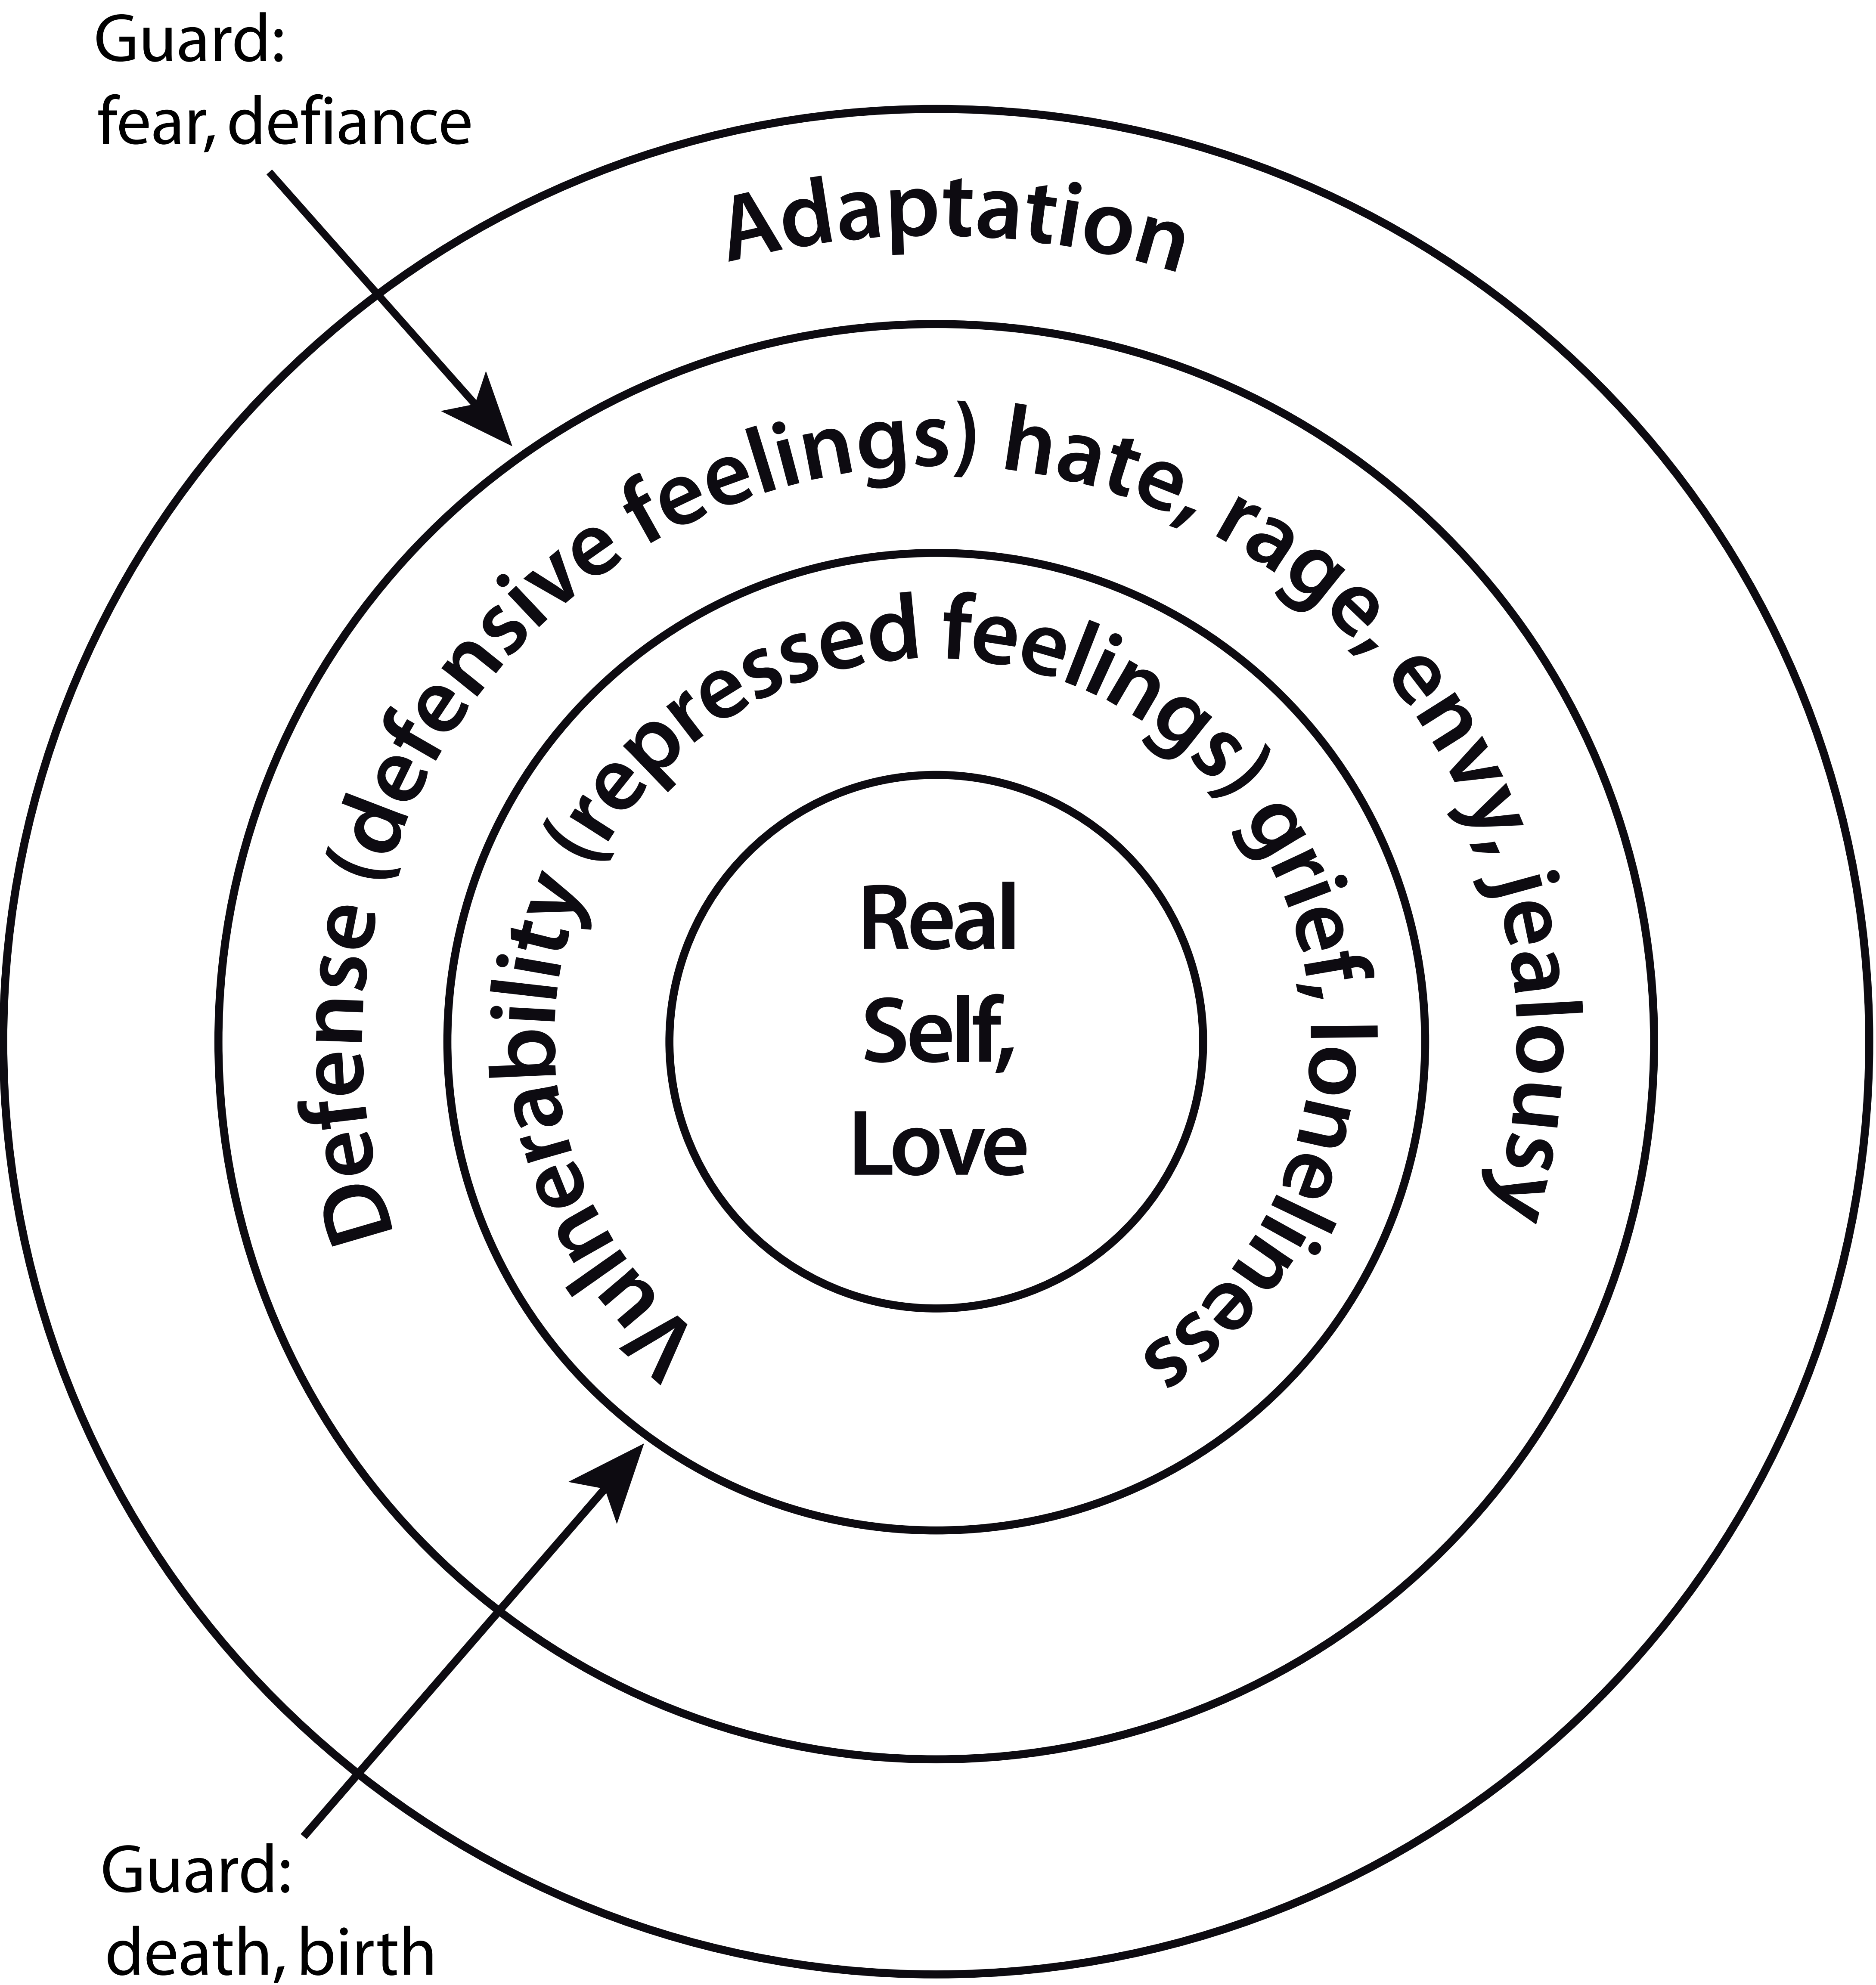 Guard:
fear, defiance
Adaptation
Defense (defensive feelings) hate, rage, envy, jealousy
Vulnerability (repressed feelings) grief, loneliness
Real
Self,
Love
Guard:
death, birth